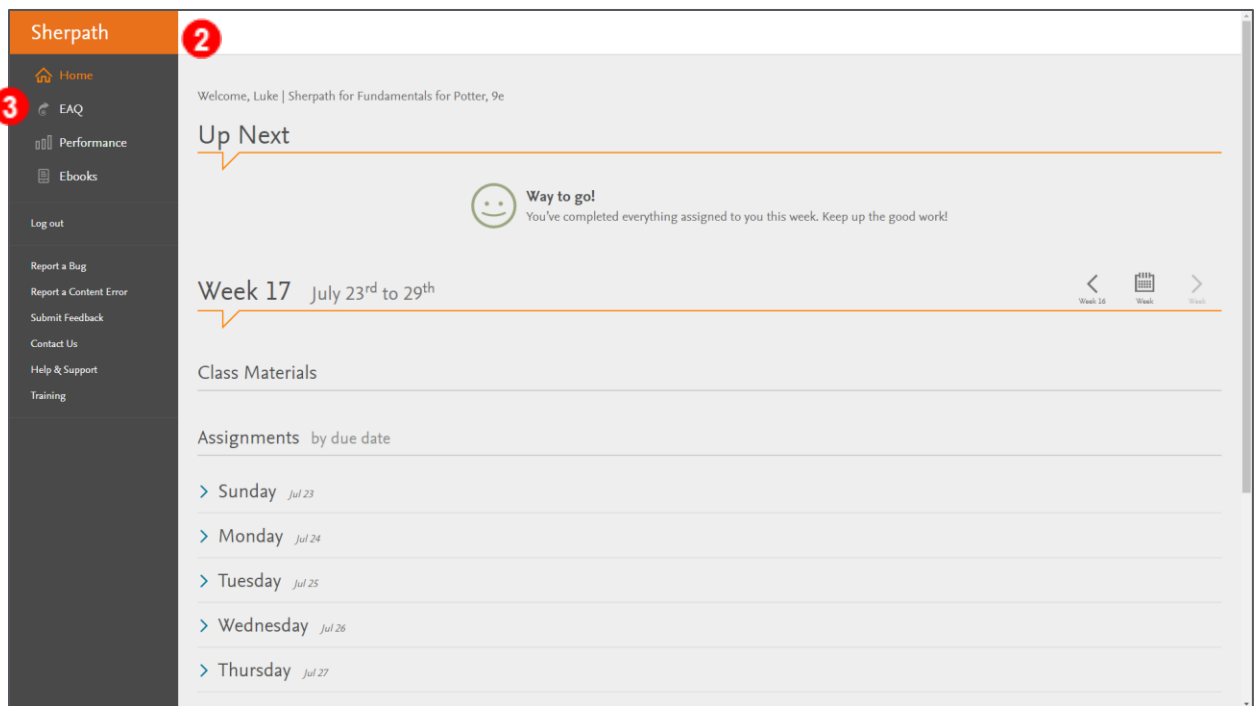 Sherpath
2
Home
3
EAQ
Performance
Ebooks
Log out
Report a Bug
Report a Content Error
Submit Feedback
Contact Us
Help & Support
Training
Welcome, Luke | Sherpath for Fundamentals for Potter, 9e
Up Next
Way to go!
You've completed everything assigned to you this week. Keep up the good work!
Week 17 July 23rd to 29th
Week 16 Week Week
Class Materials
Assignments by due date
Sunday Jul 23
Monday Jul 24
Tuesday Jul 25
Wednesday Jul 26
Thursday Jul 27